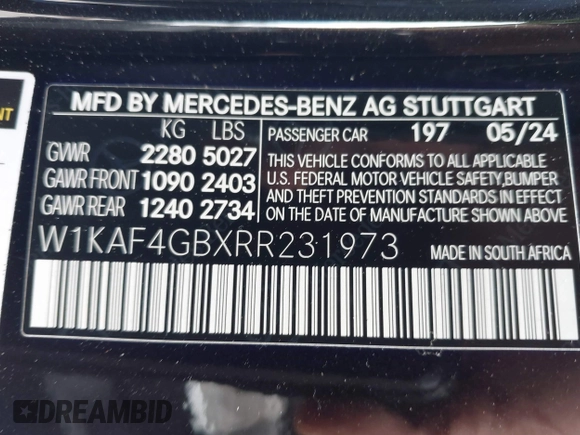 NT
MFD BY MERCEDES-BENZ AG STUTTGART
KG LBS
PASSENGER CAR 197 05/24
GVWR 2280 5027
GAWR FRONT 1090 2403
GAWR REAR 1240 2734
THIS VEHICLE CONFORMS TO ALL APPLICABLE
U.S. FEDERAL MOTOR VEHICLE SAFETY,BUMPER
AND THEFT PREVENTION STANDARDS IN EFFECT
ON THE DATE OF MANUFACTURE SHOWN ABOVE.
W1KAF4GBXRR231973 MADE IN SOUTH AFRICA
DREAMBID